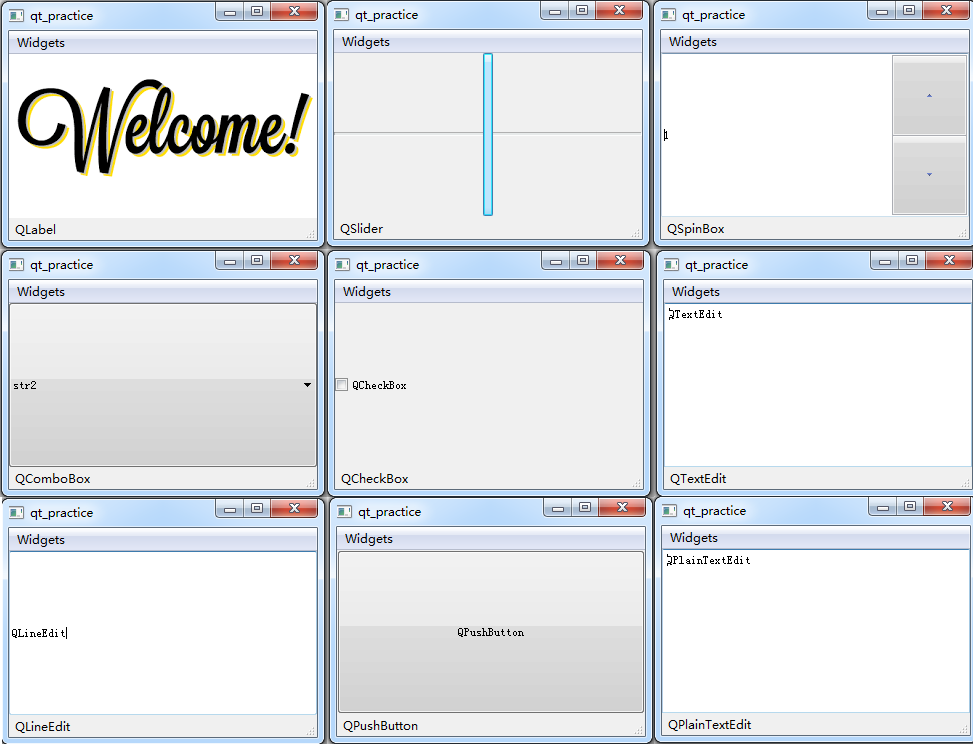 qt_practice
Widgets
Welcome!
QLabel
qt_practice
Widgets
QSlider
qt_practice
Widgets
1
QSpinBox
qt_practice
Widgets
str2
QComboBox
qt_practice
Widgets
QCheckBox
QCheckBox
qt_practice
Widgets
QTextEdit
QTextEdit
qt_practice
Widgets
QLineEdit
QLineEdit
qt_practice
Widgets
QPushButton
QPushButton
qt_practice
Widgets
QPlainTextEdit
QPlainTextEdit